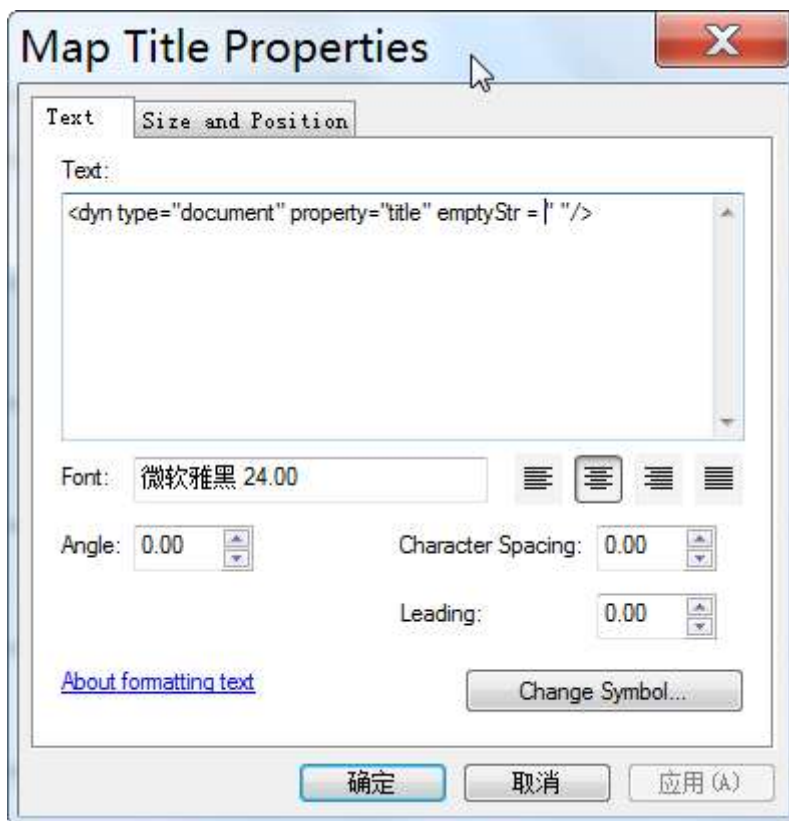 Map Title Properties
Text Size and Position
Text:
<dyn type="document" property="title" emptyStr = " "/>
Font: 微软雅黑 24.00
Angle: 0.00 Character Spacing: 0.00
Leading: 0.00
About formatting text Change Symbol...
确定 取消 应用(A)